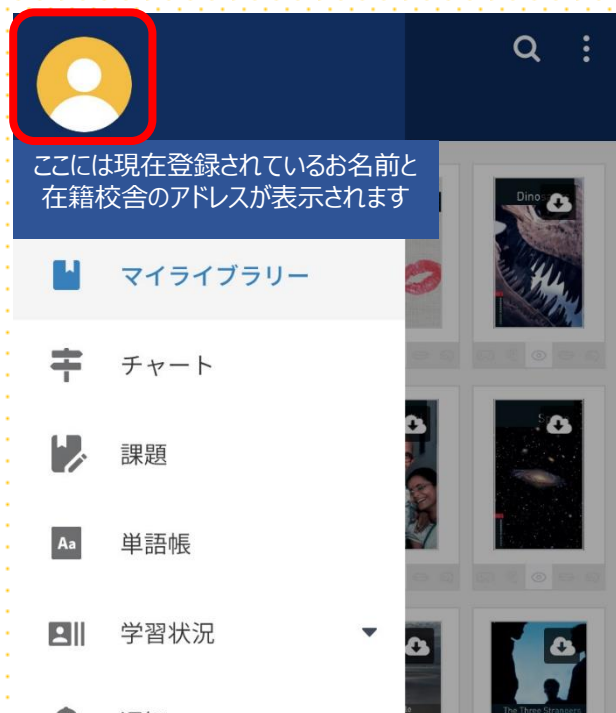 ここには現在登録されているお名前と
在籍校舎のアドレスが表示されます
Dinos
マイライブラリー
チャート
課題
Aa
単語帳
学習状況
The Three Strangers